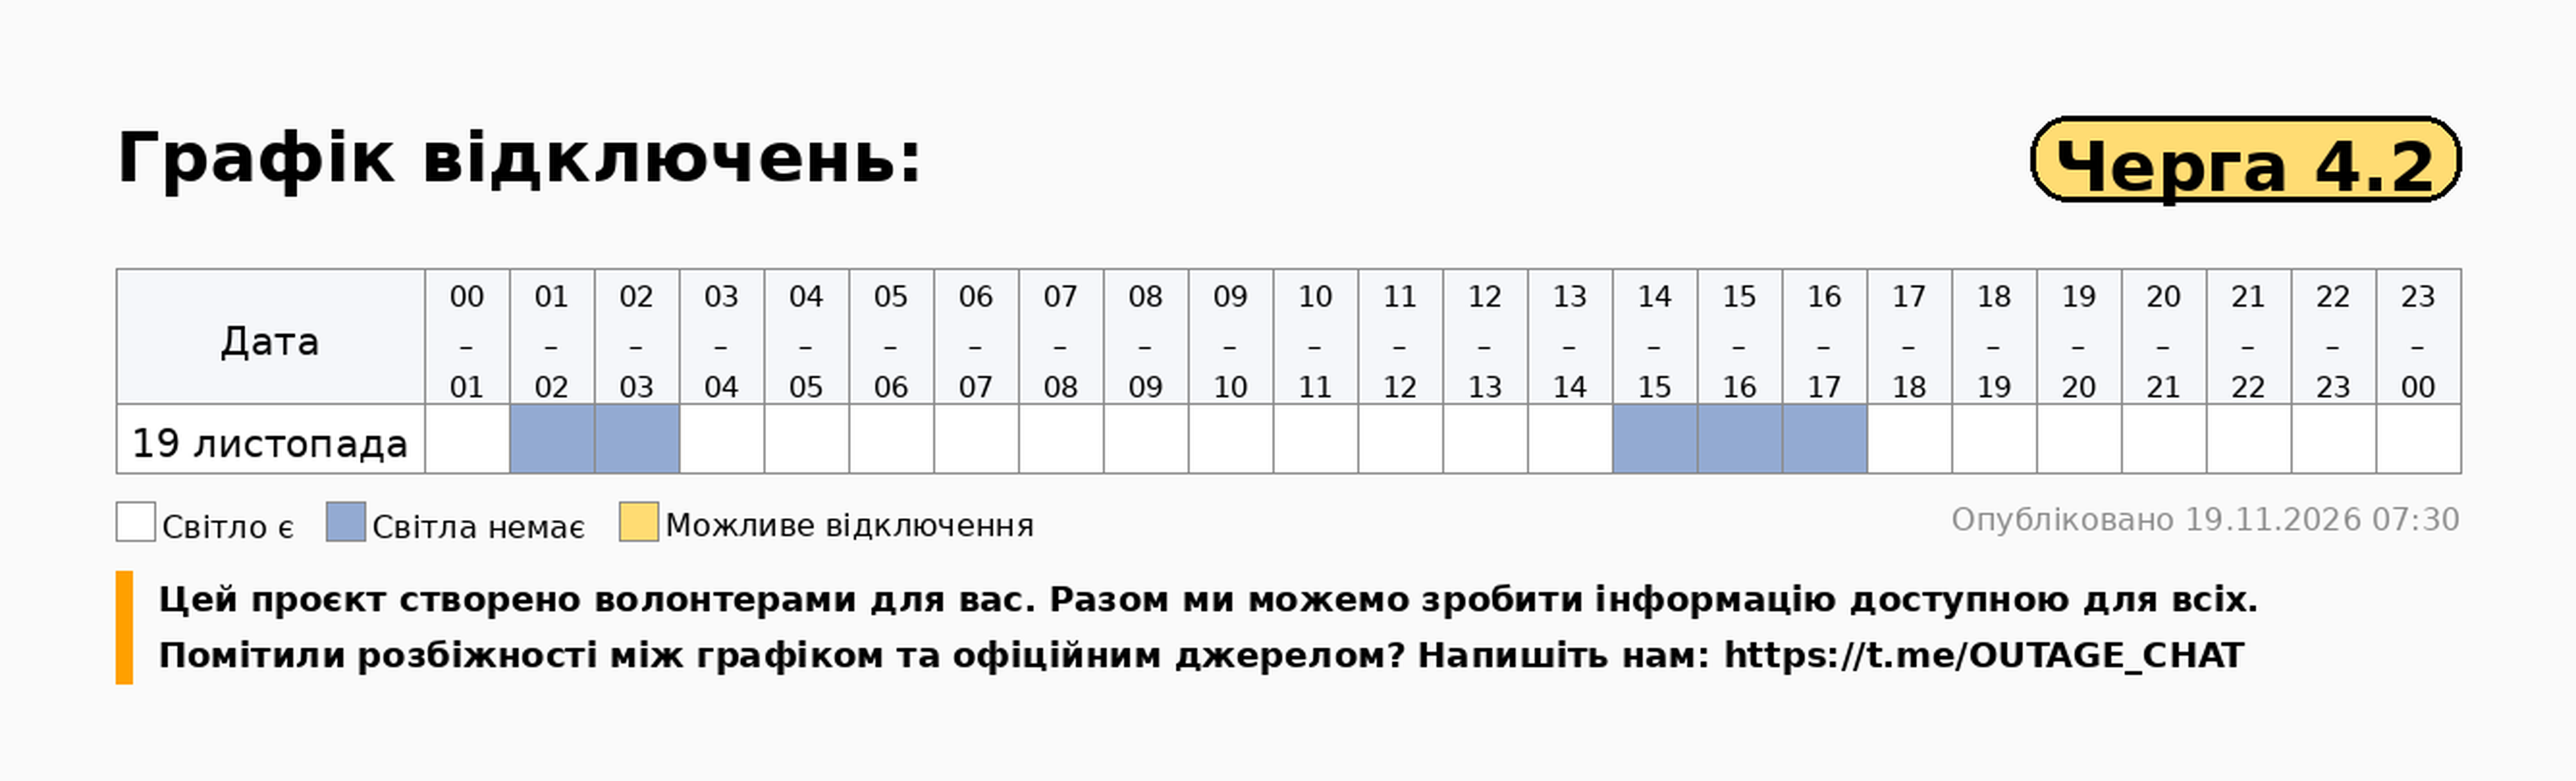 Графік відключень:
Черга 4.2
Дата
00 – 01
01 – 02
02 – 03
03 – 04
04 – 05
05 – 06
06 – 07
07 – 08
08 – 09
09 – 10
10 – 11
11 – 12
12 – 13
13 – 14
14 – 15
15 – 16
16 – 17
17 – 18
18 – 19
19 – 20
20 – 21
21 – 22
22 – 23
23 – 00
19 листопада
Світло є
Світла немає
Можливе відключення
Опубліковано 19.11.2026 07:30
Цей проєкт створено волонтерами для вас. Разом ми можемо зробити інформацію доступною для всіх.
Помітили розбіжності між графіком та офіційним джерелом? Напишіть нам: https://t.me/OUTAGE_CHAT